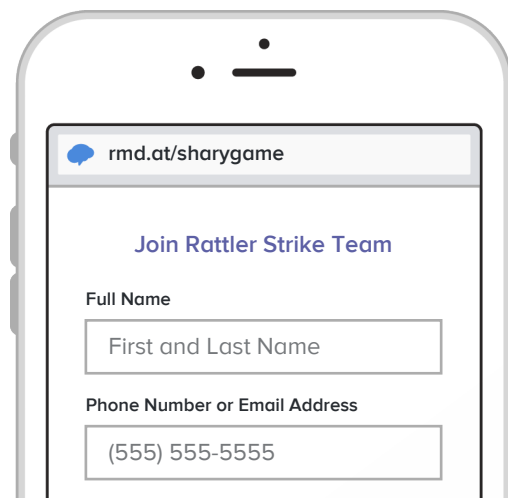 rmd.at/sharygame
Join Rattler Strike Team
Full Name
First and Last Name
Phone Number or Email Address
(555) 555-5555